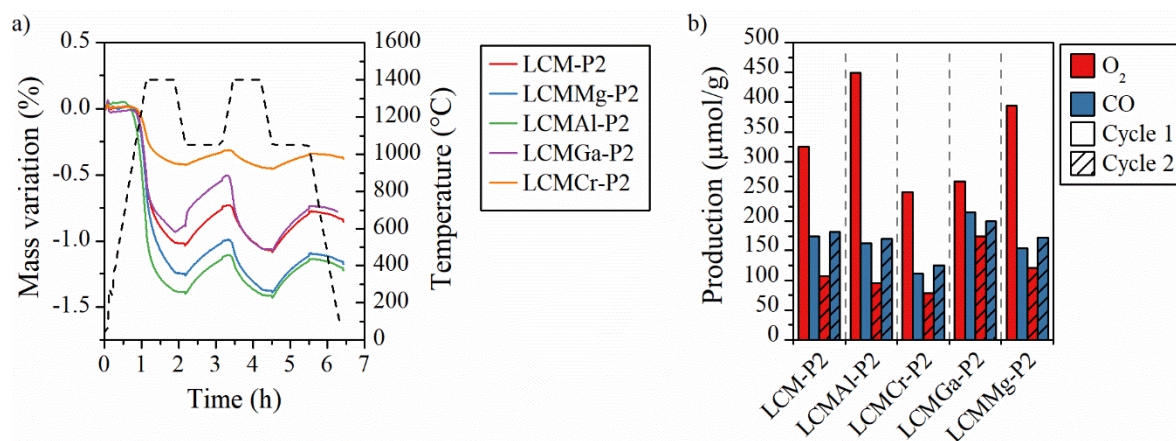 a)
0.5
0.0
-0.5
-1.0
-1.5
Mass variation (%)
0
1
2
3
4
5
6
7
Time (h)
1600
1400
1200
1000
800
600
400
200
0
Temperature (°C)
LCM-P2
LCMMg-P2
LCMAl-P2
LCMGa-P2
LCMCr-P2
b)
500
450
400
350
300
250
200
150
100
50
0
Production (μmol/g)
LCM-P2
LCMAl-P2
LCMCr-P2
LCMGa-P2
LCMMg-P2
O₂
CO
Cycle 1
Cycle 2